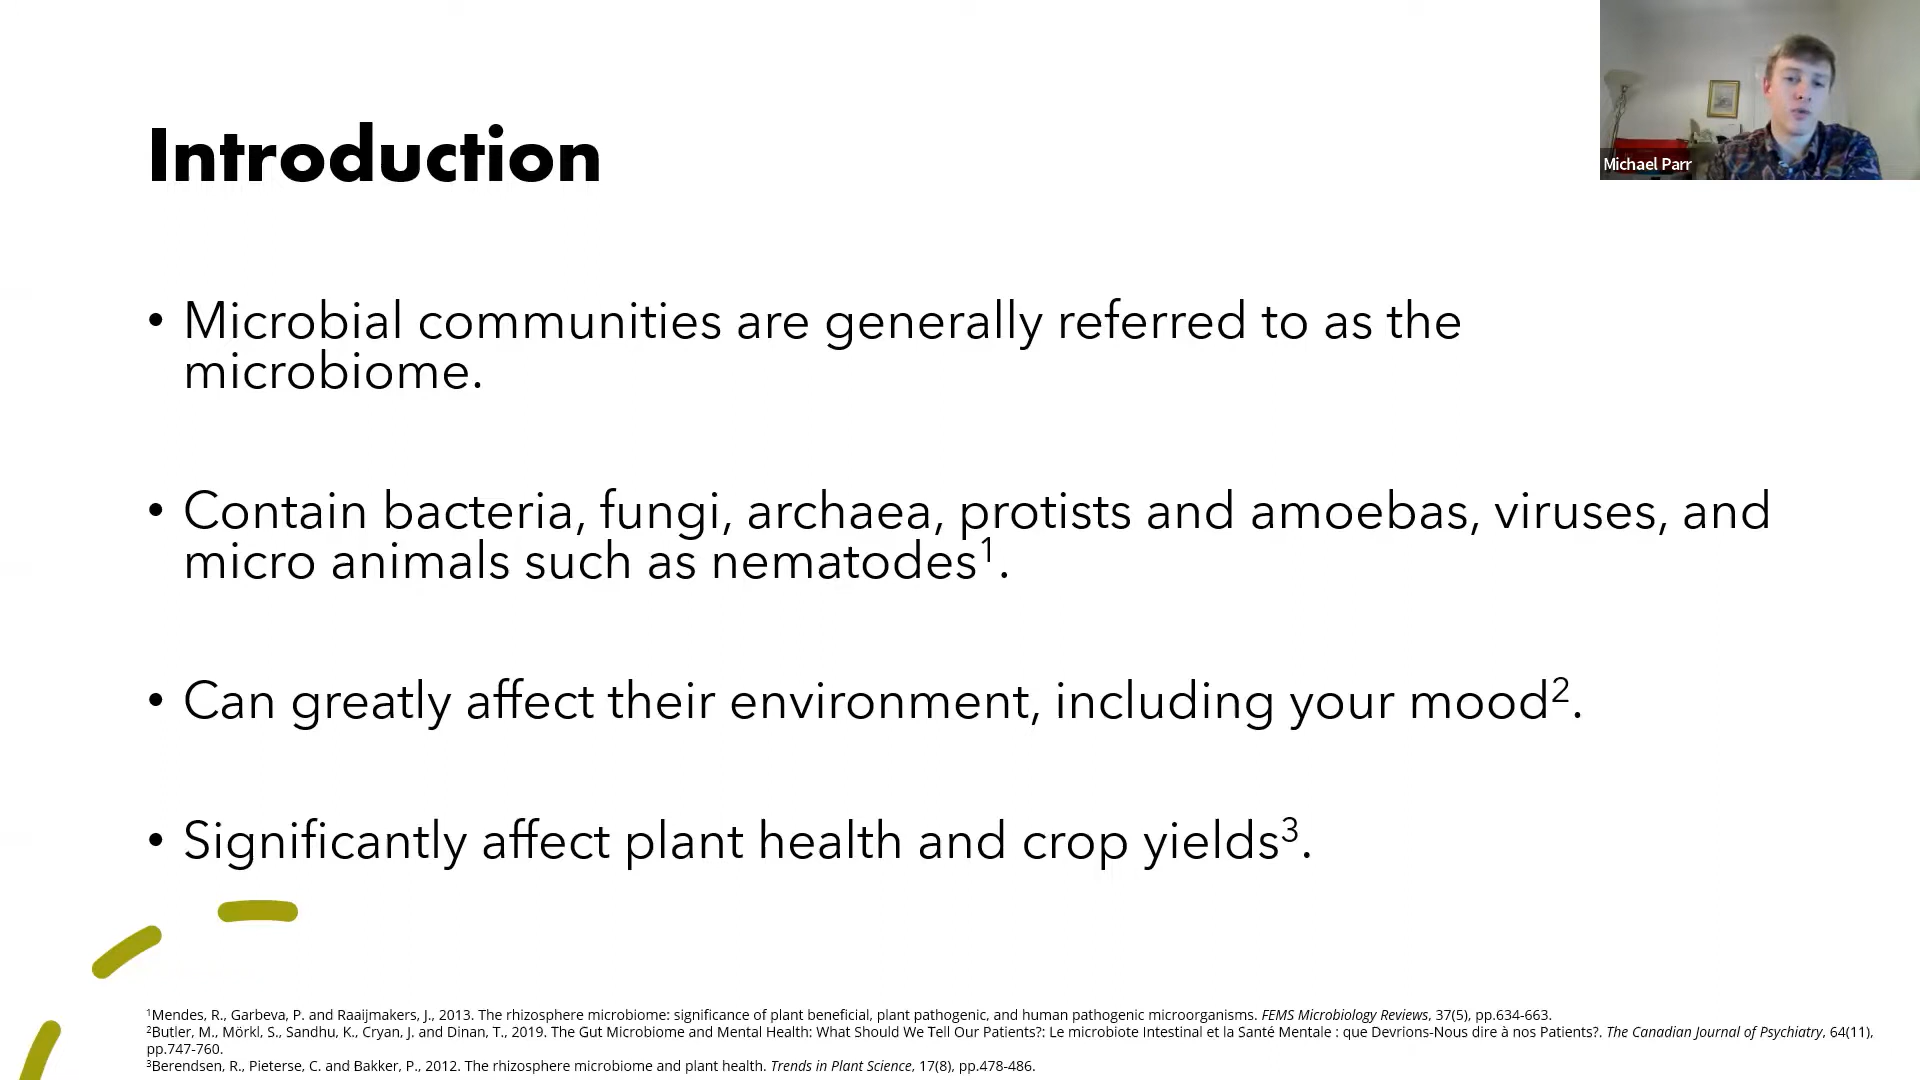 Introduction
Michael Parr
• Microbial communities are generally referred to as the
microbiome.
• Contain bacteria, fungi, archaea, protists and amoebas, viruses, and
micro animals such as nematodes¹.
• Can greatly affect their environment, including your mood².
• Significantly affect plant health and crop yields³.
¹Mendes, R., Garbeva, P. and Raaijmakers, J., 2013. The rhizosphere microbiome: significance of plant beneficial, plant pathogenic, and human pathogenic microorganisms. FEMS Microbiology Reviews, 37(5), pp.634-663.
²Butler, M., Mörkl, S., Sandhu, K., Cryan, J. and Dinan, T., 2019. The Gut Microbiome and Mental Health: What Should We Tell Our Patients?: Le microbiote Intestinal et la Santé Mentale : que Devrions-Nous dire à nos Patients?. The Canadian Journal of Psychiatry, 64(11),
pp.747-760.
³Berendsen, R., Pieterse, C. and Bakker, P., 2012. The rhizosphere microbiome and plant health. Trends in Plant Science, 17(8), pp.478-486.